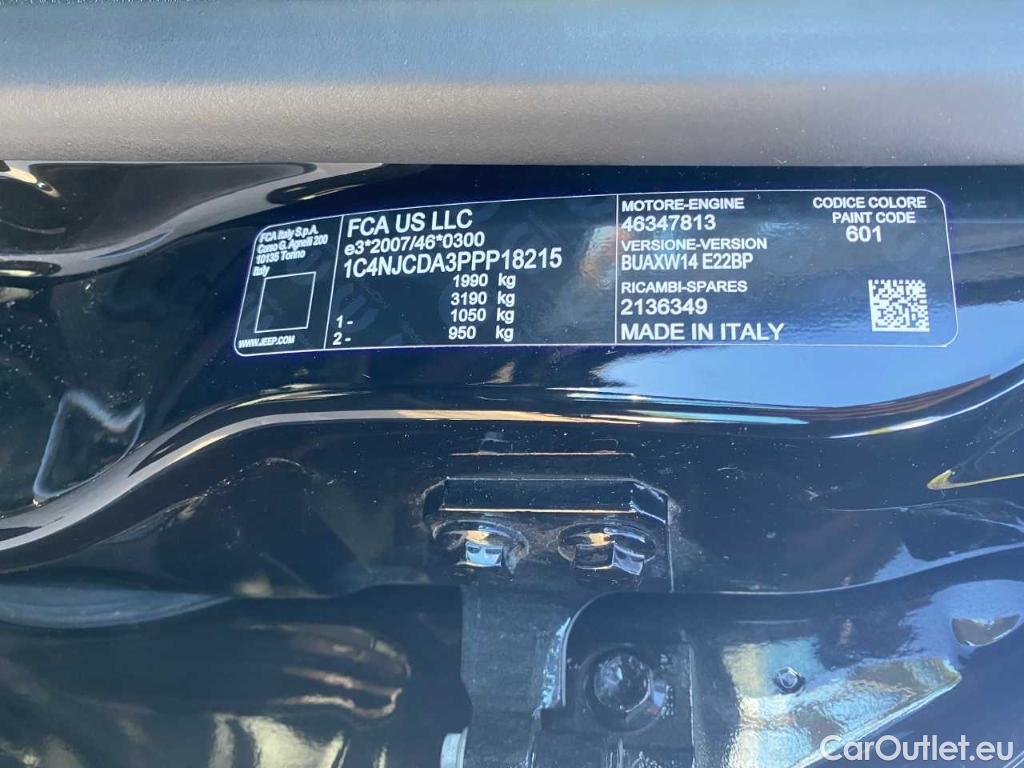 FCA Italy S.p.A.
Corso G. Agnelli 200
10135 Torino
Italy
WWW.JEEP.COM
FCA US LLC
e3*2007/46*0300
1C4NJCDA3PPP18215
1990 kg
3190 kg
1- 1050 kg
2- 950 kg
MOTORE-ENGINE
46347813
VERSIONE-VERSION
BUAXW14 E22BP
RICAMBI-SPARES
2136349
MADE IN ITALY
CODICE COLORE
PAINT CODE
601
CarOutlet.eu